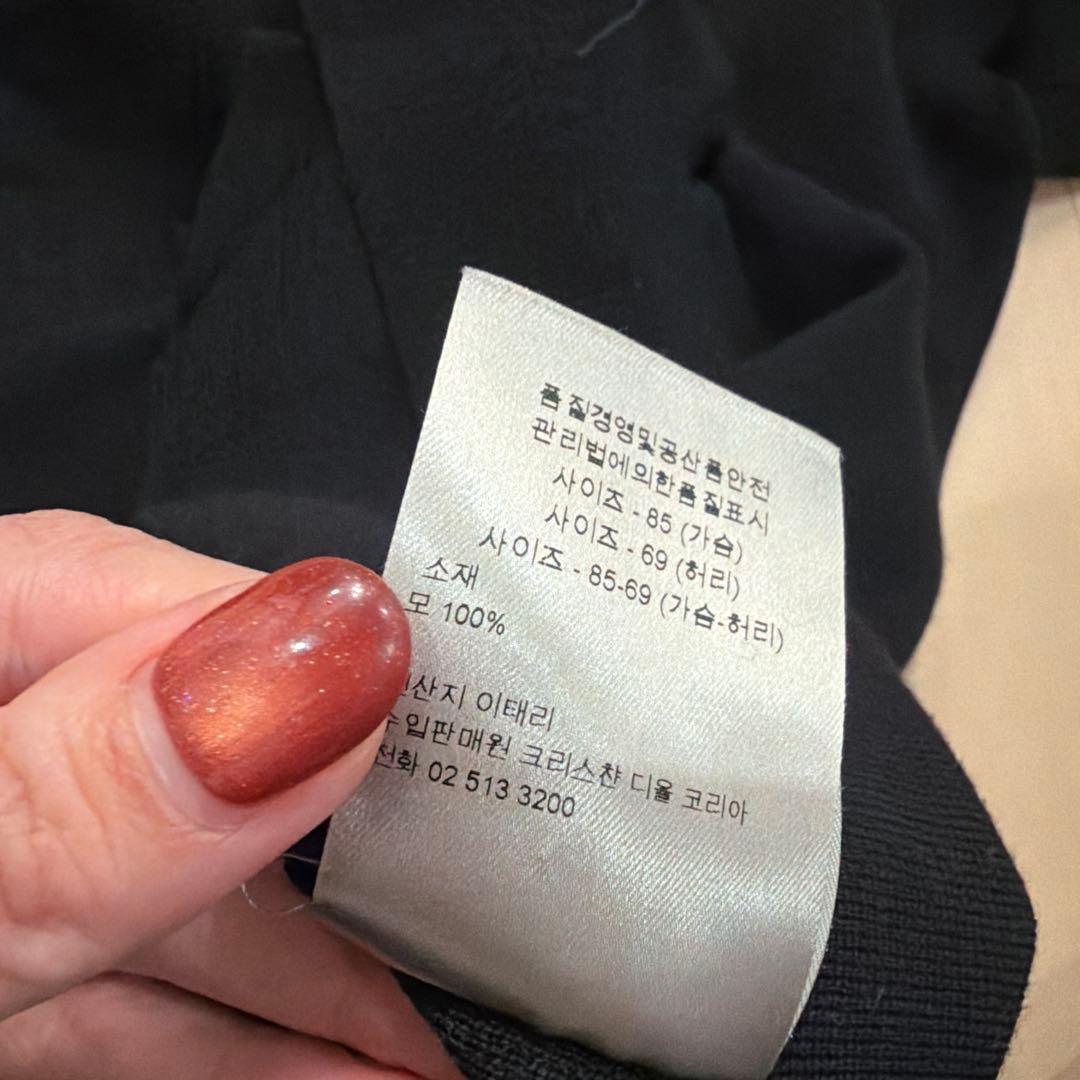 품질경영및공산품안전
관리법에의한품질표시
사이즈 - 85 (가슴)
사이즈 - 69 (허리)
사이즈 - 85-69 (가슴-허리)
소재
모 100%
산지 이태리
수입판매원 크리스챤 디올 코리아
전화 02 513 3200